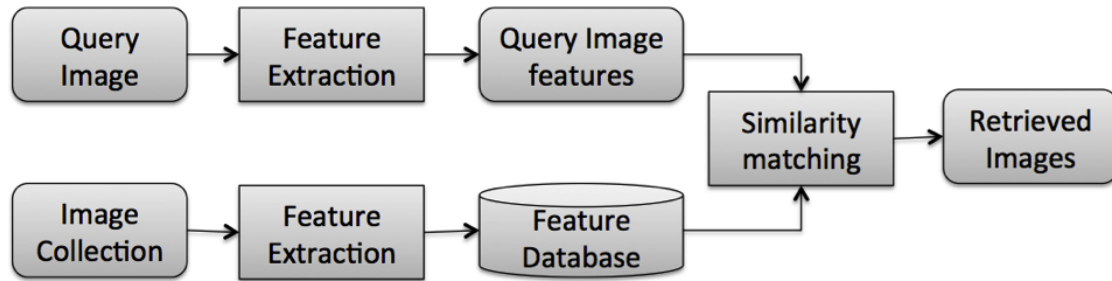 Query
Image
Feature
Extraction
Query Image
features
Similarity
matching
Retrieved
Images
Image
Collection
Feature
Extraction
Feature
Database